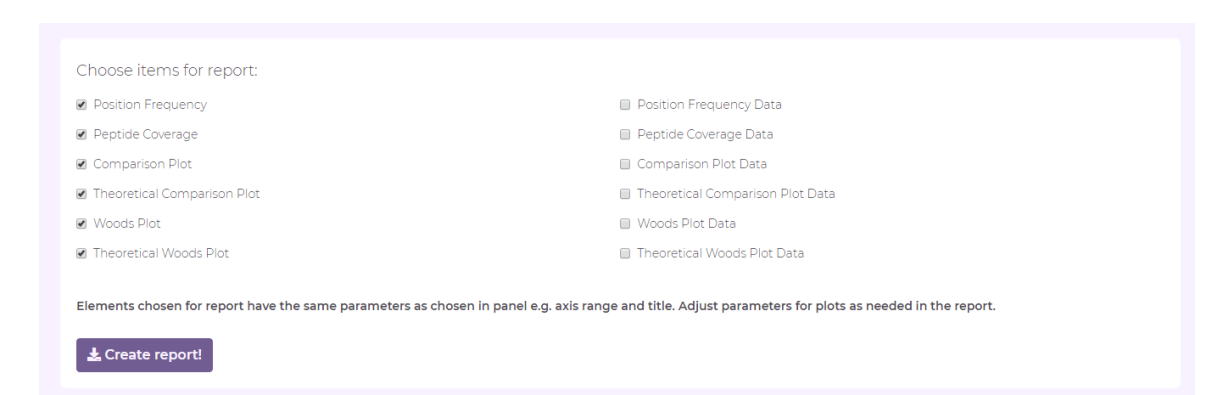 Choose items for report:
Position Frequency
Position Frequency Data
Peptide Coverage
Peptide Coverage Data
Comparison Plot
Comparison Plot Data
Theoretical Comparison Plot
Theoretical Comparison Plot Data
Woods Plot
Woods Plot Data
Theoretical Woods Plot
Theoretical Woods Plot Data
Elements chosen for report have the same parameters as chosen in panel e.g. axis range and title. Adjust parameters for plots as needed in the report.
Create report!